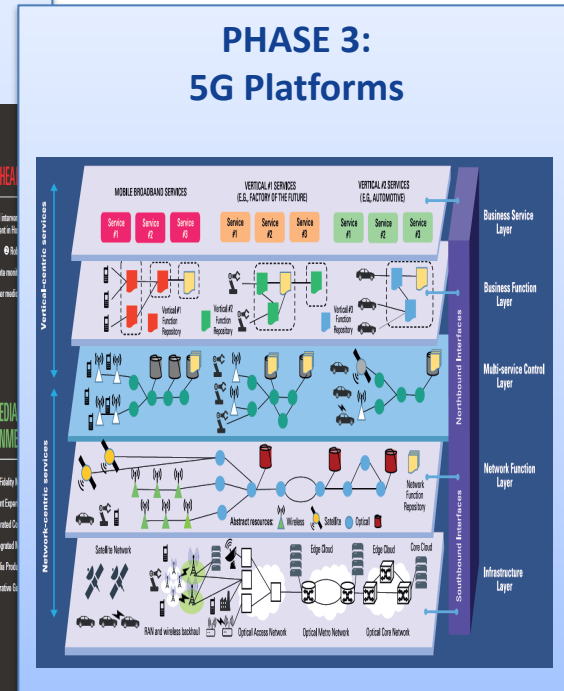 PHASE 3:
5G Platforms
MOBILE BROADBAND SERVICES
VERTICAL #1 SERVICES
(E.G., FACTORY OF THE FUTURE)
VERTICAL #2 SERVICES
(E.G., AUTOMOTIVE)
Service #1
Service #2
Service #3
Service #1
Service #2
Service #3
Service #1
Service #2
Service #3
Business Service
Layer
Vertical-centric services
Vertical #1
Function
Repository
Vertical #2
Function
Repository
Vertical #3
Function
Repository
Business Function
Layer
Northbound Interfaces
Multi-service Control
Layer
Network-centric services
Network
Function
Repository
Abstract resources:
Wireless
Satellite
Optical
Network Function
Layer
Southbound Interfaces
Satellite Network
Edge Cloud
Edge Cloud
Core Cloud
RAN and wireless backhaul
Optical Access Network
Optical Metro Network
Optical Core Network
Infrastructure
Layer